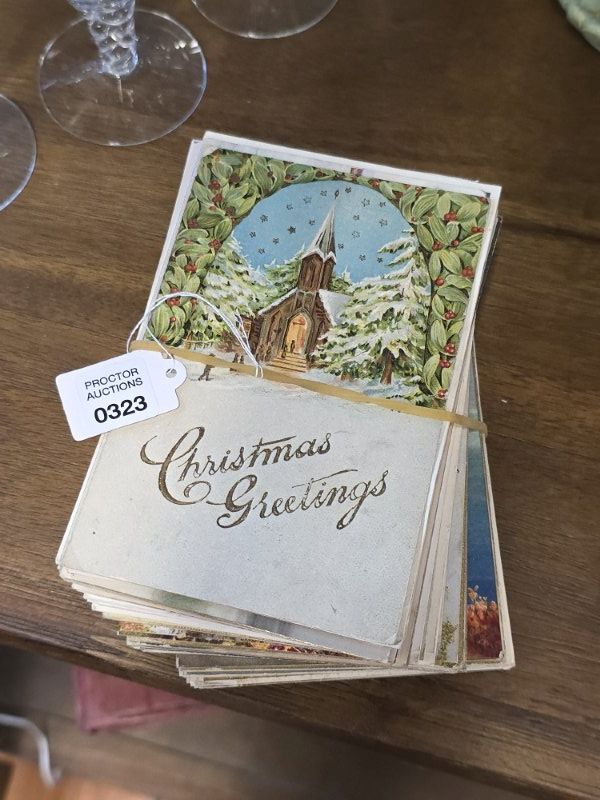 PROCTOR
AUCTIONS
0323
Christmas
Greetings